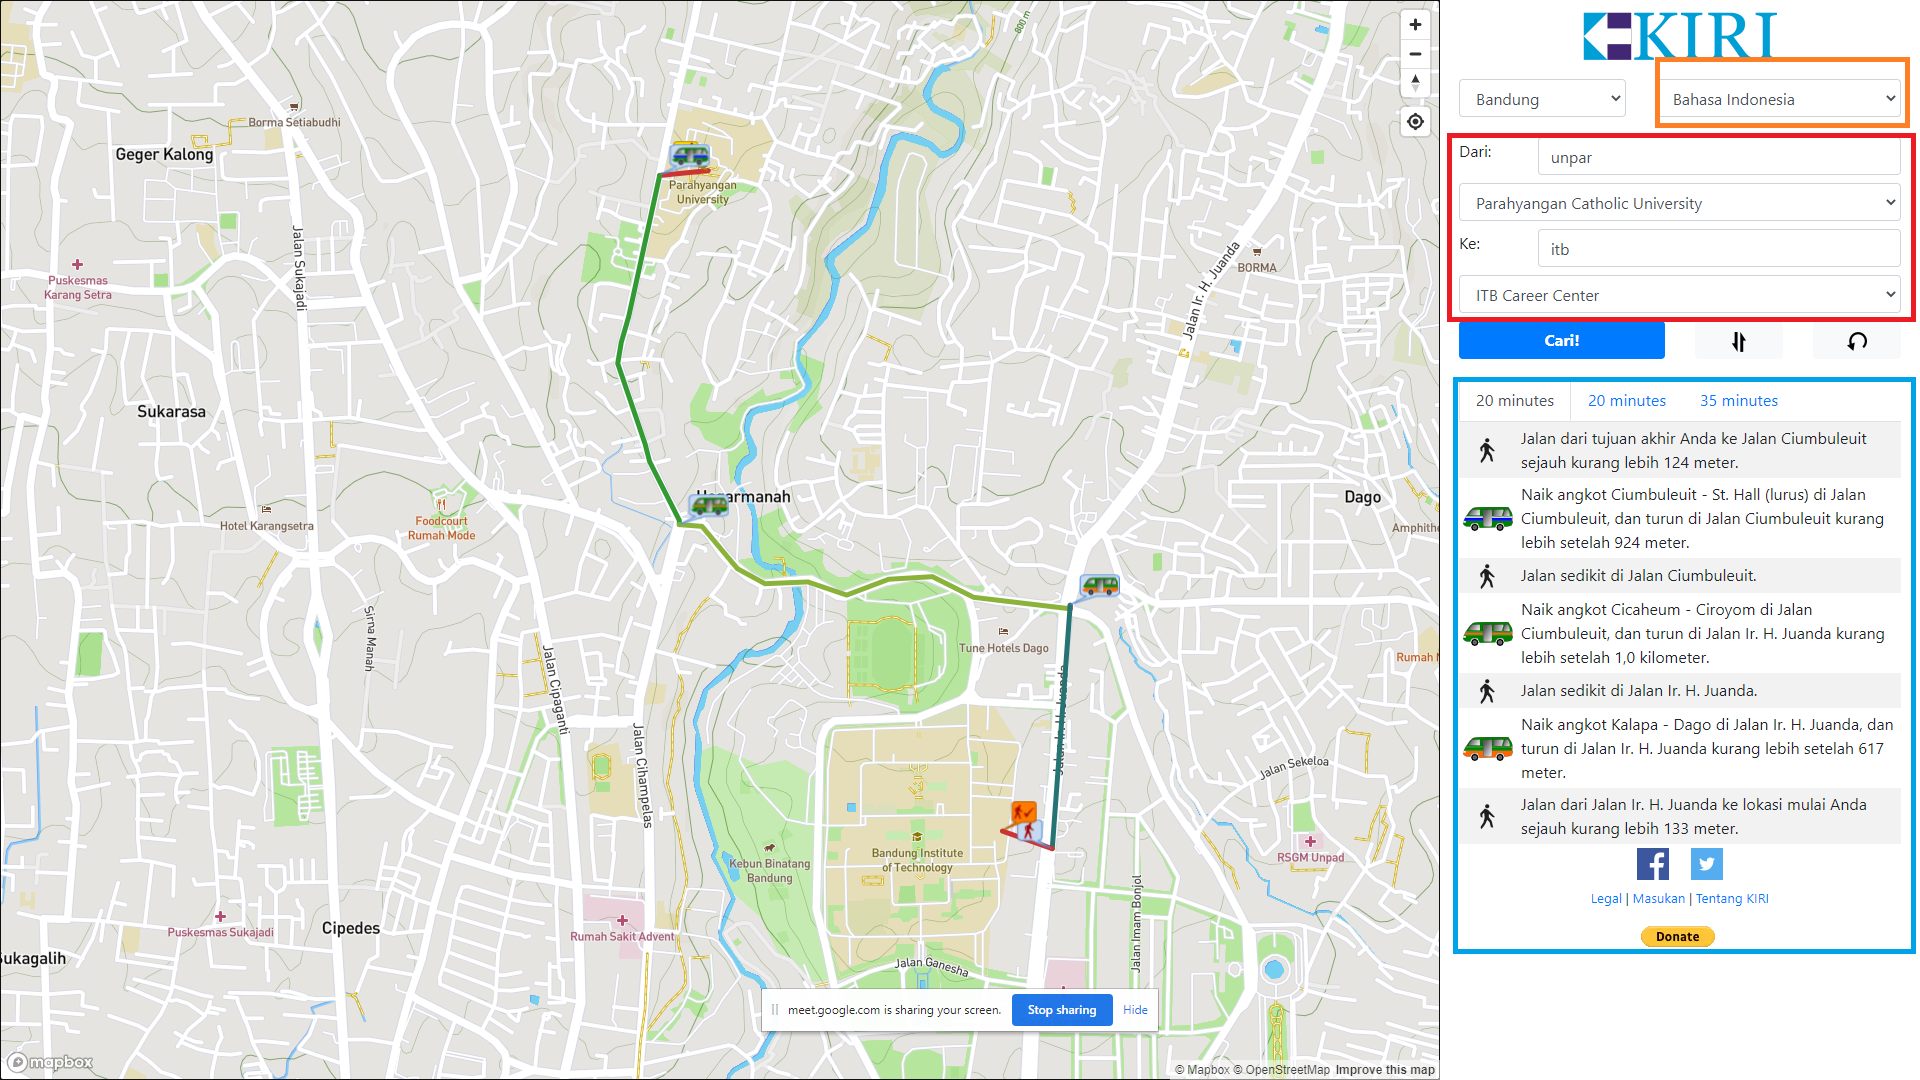 800 m
Borma Setiabudhi
Geger Kalong
Parahyangan
University
Jalan Sukajadi
Puskesmas
Karang Setra
Jalan Ir. H. Juanda
BORMA
Sukarasa
Dago
Foodcourt
Rumah Mode
Hotel Karangsetra
Amphithe
Sirna Manah
Tune Hotels Dago
Rumah M
Jalan Cipaganti
Jalan Ir. H. Juanda
Jalan Cihampelas
Jalan Sekeloa
Kebun Binatang
Bandung
Bandung Institute
of Technology
RSGM Unpad
Jalan Imam Bonjol
Puskesmas Sukajadi
Cipedes
Rumah Sakit Advent
Sukagalih
Jalan Ganesha
meet.google.com is sharing your screen.
Stop sharing
Hide
mapbox
© Mapbox © OpenStreetMap Improve this map
KIRI
Bandung
Bahasa Indonesia
Dari:
unpar
Parahyangan Catholic University
Ke:
itb
ITB Career Center
Cari!
20 minutes
20 minutes
35 minutes
Jalan dari tujuan akhir Anda ke Jalan Ciumbuleuit
sejauh kurang lebih 124 meter.
Naik angkot Ciumbuleuit - St. Hall (lurus) di Jalan
Ciumbuleuit, dan turun di Jalan Ciumbuleuit kurang
lebih setelah 924 meter.
Jalan sedikit di Jalan Ciumbuleuit.
Naik angkot Cicaheum - Ciroyom di Jalan
Ciumbuleuit, dan turun di Jalan Ir. H. Juanda kurang
lebih setelah 1,0 kilometer.
Jalan sedikit di Jalan Ir. H. Juanda.
Naik angkot Kalapa - Dago di Jalan Ir. H. Juanda, dan
turun di Jalan Ir. H. Juanda kurang lebih setelah 617
meter.
Jalan dari Jalan Ir. H. Juanda ke lokasi mulai Anda
sejauh kurang lebih 133 meter.
Legal | Masukan | Tentang KIRI
Donate